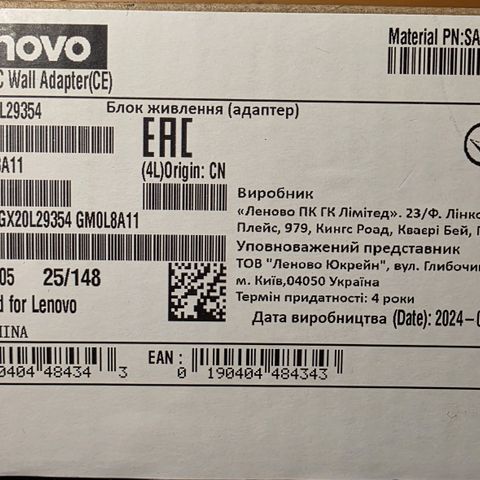 novo
Material PN:SA
C Wall Adapter(CE)
L29354
Блок живлення (адаптер)
EAC
A11
(4L)Origin: CN
GX20L29354 GM0L8A11
Виробник
«Леново ПК ГК Лімітед». 23/Ф. Лінко
Плейс, 979, Кингс Роад, Кваєрі Бей, Г
Уповноважений представник
ТОВ "Леново Юкрейн", вул. Глибочи
м. Київ,04050 Україна
Термін придатності: 4 роки
05 25/148
d for Lenovo
Дата виробництва (Date): 2024-0
HINA
EAN :
0404 48434 3
0 190404 484343